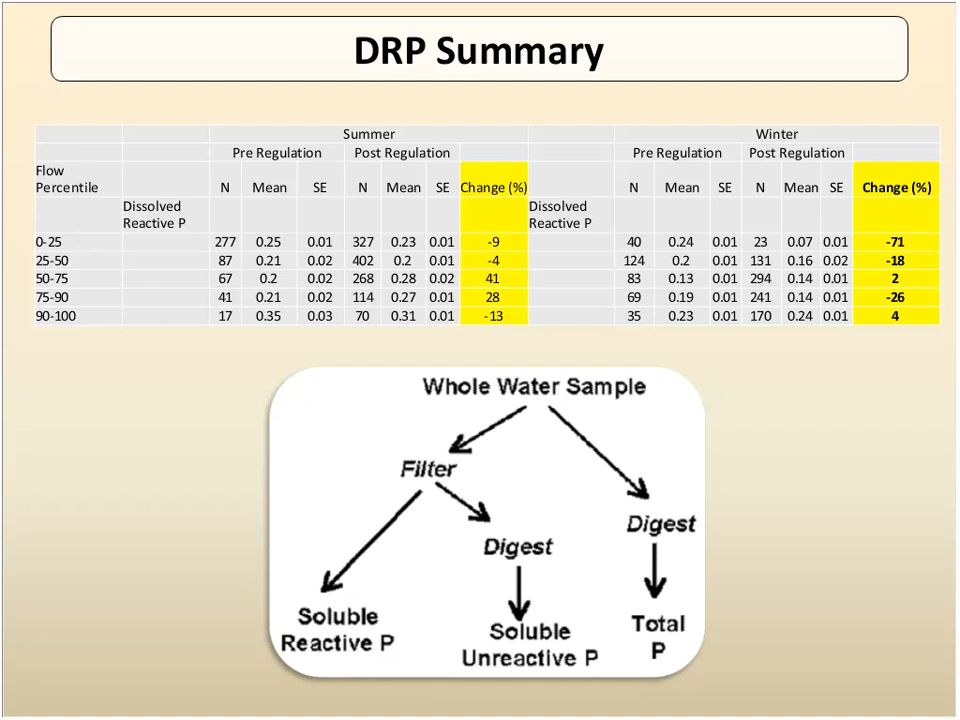 DRP Summary
Summer Winter
Pre Regulation Post Regulation Pre Regulation Post Regulation
Flow
Percentile N Mean SE N Mean SE Change (%) N Mean SE N Mean SE Change (%)
Dissolved Dissolved
Reactive P Reactive P
0-25 277 0.25 0.01 327 0.23 0.01 -9 40 0.24 0.01 23 0.07 0.01 -71
25-50 87 0.21 0.02 402 0.2 0.01 -4 124 0.2 0.01 131 0.16 0.02 -18
50-75 67 0.2 0.02 268 0.28 0.02 41 83 0.13 0.01 294 0.14 0.01 2
75-90 41 0.21 0.02 114 0.27 0.01 28 69 0.19 0.01 241 0.14 0.01 -26
90-100 17 0.35 0.03 70 0.31 0.01 -13 35 0.23 0.01 170 0.24 0.01 4
Whole Water Sample
Filter
Digest
Digest
Soluble
Reactive P
Soluble
Unreactive P
Total
P